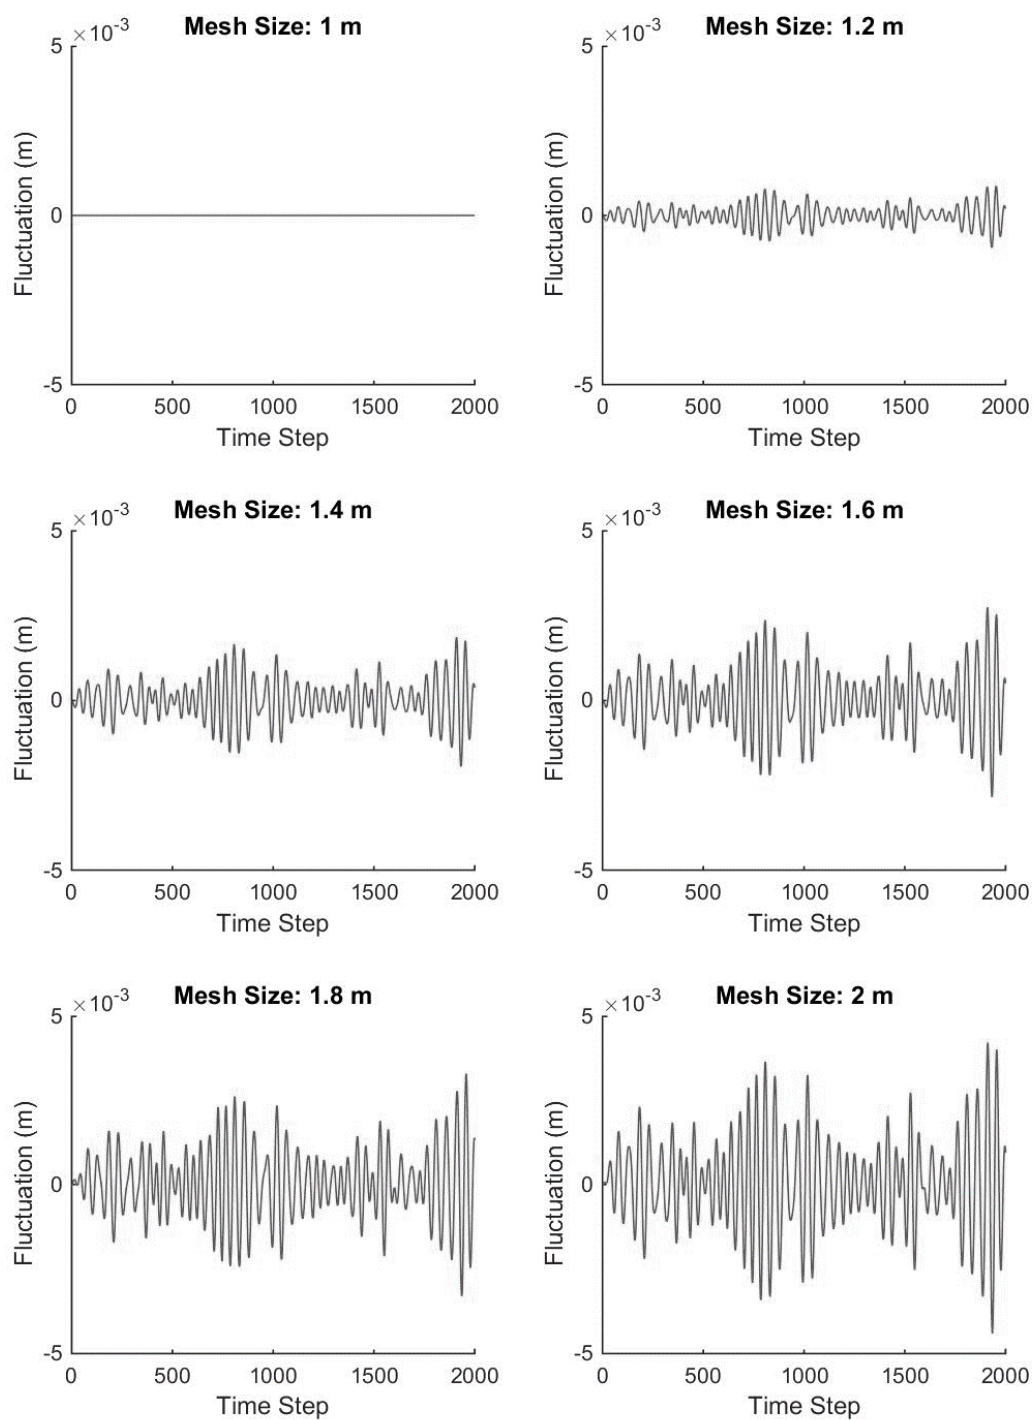 Mesh Size: 1 m
×10-3
5
0
-5
Fluctuation (m)
0 500 1000 1500 2000
Time Step
Mesh Size: 1.2 m
×10-3
5
0
-5
Fluctuation (m)
0 500 1000 1500 2000
Time Step
Mesh Size: 1.4 m
×10-3
5
0
-5
Fluctuation (m)
0 500 1000 1500 2000
Time Step
Mesh Size: 1.6 m
×10-3
5
0
-5
Fluctuation (m)
0 500 1000 1500 2000
Time Step
Mesh Size: 1.8 m
×10-3
5
0
-5
Fluctuation (m)
0 500 1000 1500 2000
Time Step
Mesh Size: 2 m
×10-3
5
0
-5
Fluctuation (m)
0 500 1000 1500 2000
Time Step